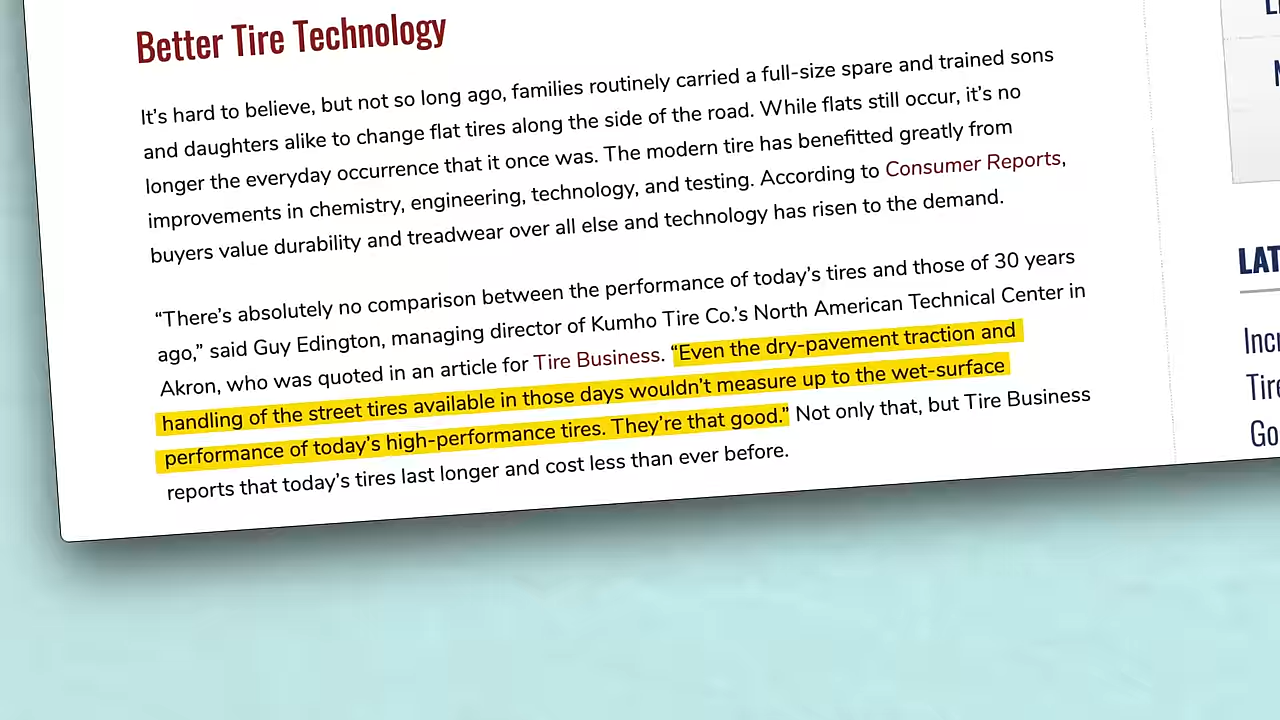 Better Tire Technology
It's hard to believe, but not so long ago, families routinely carried a full-size spare and trained sons
and daughters alike to change flat tires along the side of the road. While flats still occur, it's no
longer the everyday occurrence that it once was. The modern tire has benefitted greatly from
improvements in chemistry, engineering, technology, and testing. According to Consumer Reports,
buyers value durability and treadwear over all else and technology has risen to the demand.
“There's absolutely no comparison between the performance of today's tires and those of 30 years
ago,” said Guy Edington, managing director of Kumho Tire Co.'s North American Technical Center in
Akron, who was quoted in an article for Tire Business. “Even the dry-pavement traction and
handling of the street tires available in those days wouldn't measure up to the wet-surface
performance of today's high-performance tires. They're that good.” Not only that, but Tire Business
reports that today's tires last longer and cost less than ever before.
LAT
Tire
Go